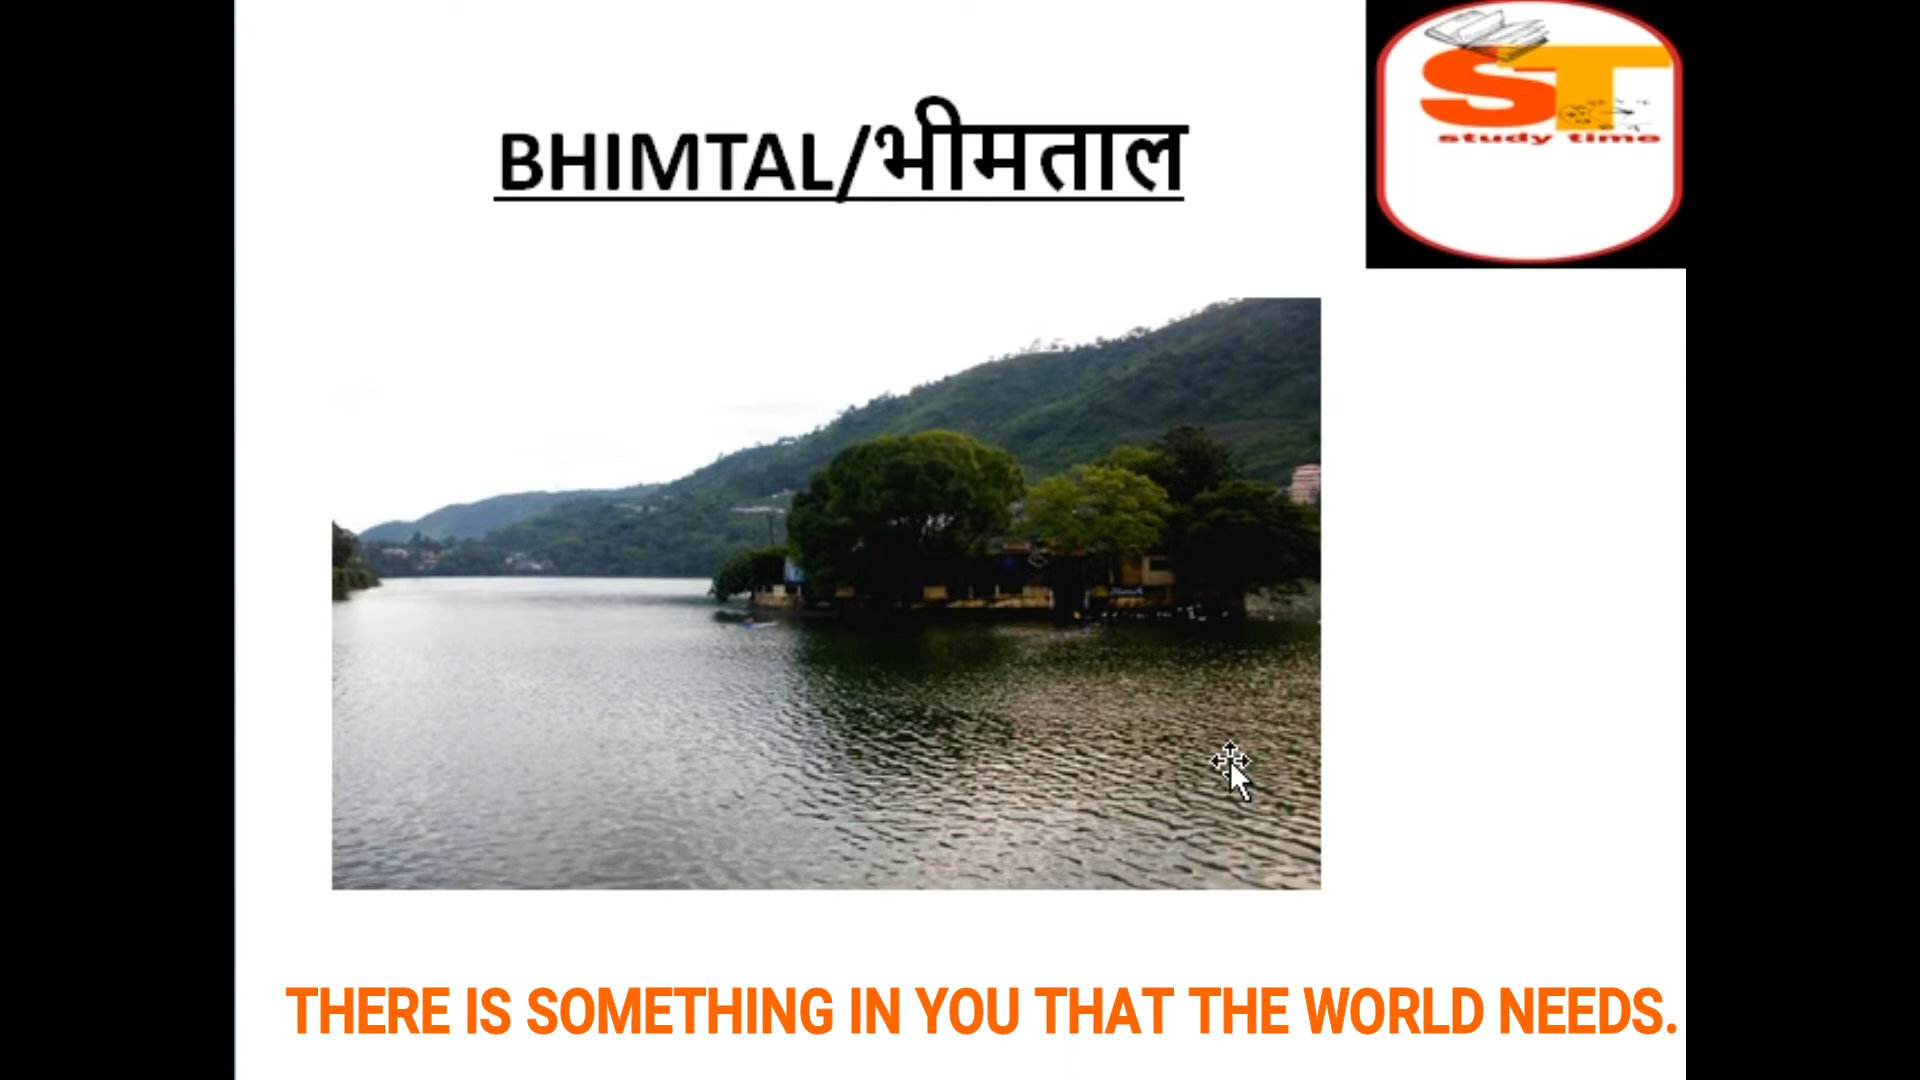 BHIMTAL/भीमताल
ST
study time
THERE IS SOMETHING IN YOU THAT THE WORLD NEEDS.